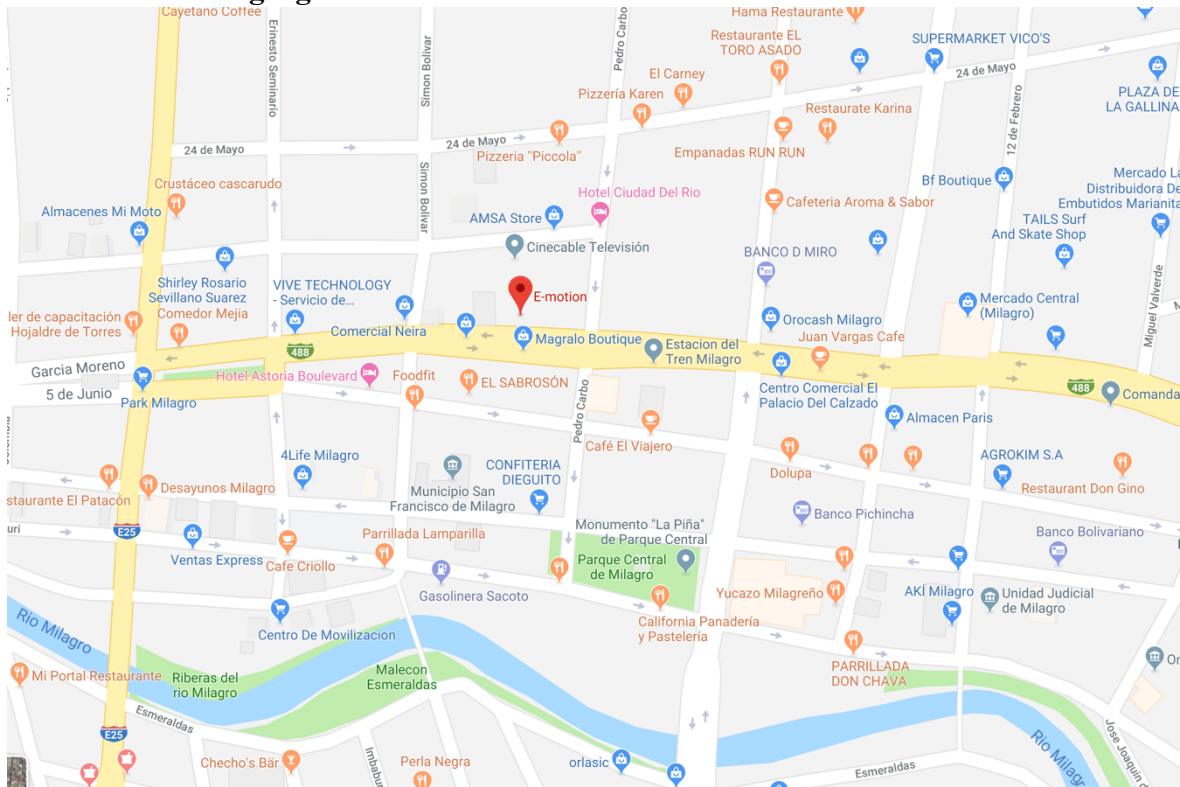 Cayetano Coffee
Hama Restaurante
Ernesto Seminario
Simon Bolivar
Pedro Carbo
Restaurante EL
TORO ASADO
SUPERMARKET VICO'S
24 de Mayo
El Carney
Pizzería Karen
PLAZA DE
LA GALLINA
Restaurate Karina
12 de Febrero
24 de Mayo
24 de Mayo
Pizzeria "Piccola"
Empanadas RUN RUN
Crustáceo cascarudo
Simon Bolivar
Hotel Ciudad Del Rio
Bf Boutique
Mercado La
Distribuidora De
Embutidos Marianita
Almacenes Mi Moto
AMSA Store
Cafeteria Aroma & Sabor
TAILS Surf
And Skate Shop
Cinecable Televisión
BANCO D MIRO
Shirley Rosario
Sevillano Suarez
VIVE TECHNOLOGY
- Servicio de...
E-motion
Mercado Central
(Milagro)
Miguel Valverde
ler de capacitación
Hojaldre de Torres
Comedor Mejia
Comercial Neira
Magralo Boutique
Orocash Milagro
Estacion del
Tren Milagro
Juan Vargas Cafe
488
Garcia Moreno
Hotel Astoria Boulevard
Foodfit
EL SABROSÓN
Centro Comercial El
Palacio Del Calzado
488
Comanda
5 de Junio
Park Milagro
Pedro Carbo
Almacen Paris
Café El Viajero
4Life Milagro
CONFITERIA
DIEGUITO
Dolupa
AGROKIM S.A
staurante El Patacón
Desayunos Milagro
Municipio San
Francisco de Milagro
Restaurant Don Gino
Banco Pichincha
uri
E25
Parrillada Lamparilla
Monumento "La Piña"
de Parque Central
Banco Bolivariano
Ventas Express
Cafe Criollo
Parque Central
de Milagro
Gasolinera Sacoto
Yucazo Milagreño
AKÍ Milagro
Unidad Judicial
de Milagro
Rio Milagro
Centro De Movilizacion
California Panadería
y Pastelería
Mi Portal Restaurante
Riberas del
rio Milagro
Malecon
Esmeraldas
PARRILLADA
DON CHAVA
Esmeraldas
E25
Imbabur
Checho's Bär
Perla Negra
orlasic
Esmeraldas
Rio Milagr
Jose Joaquin d